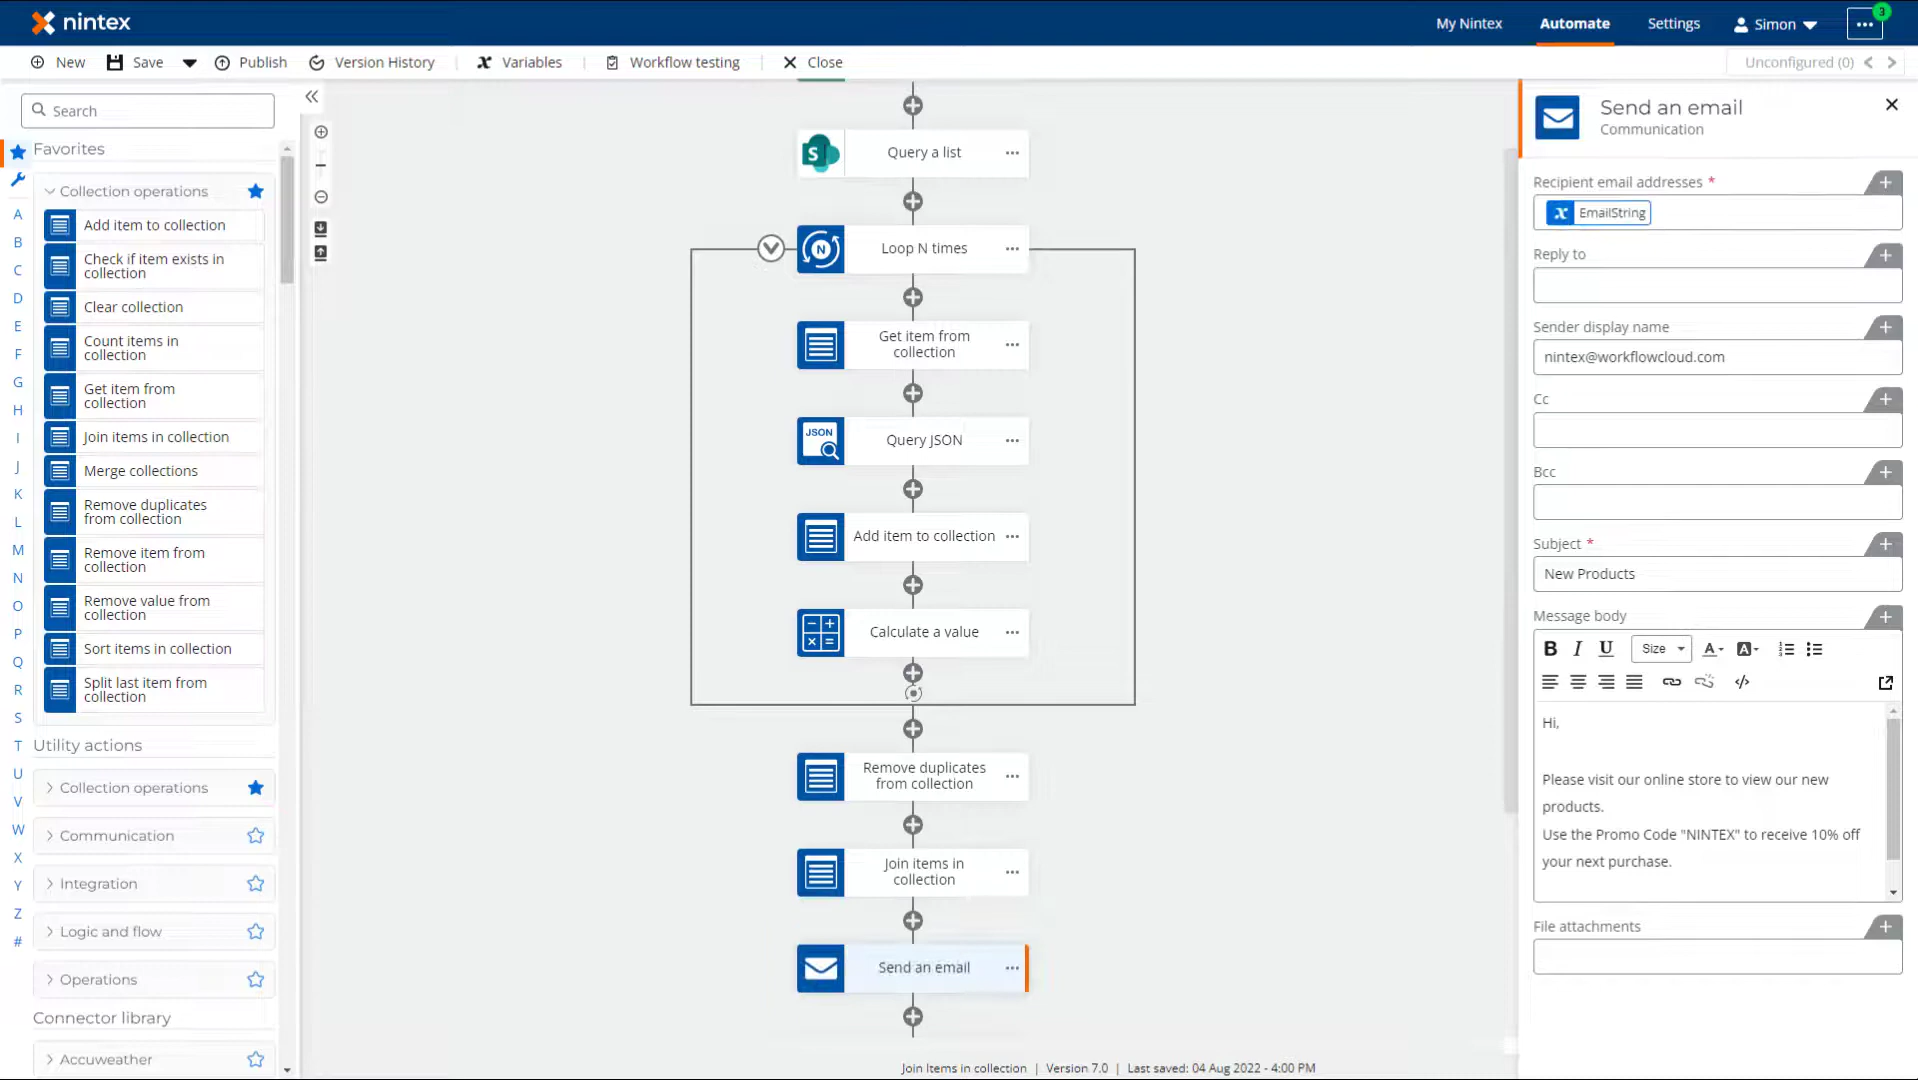 nintex
My Nintex
Automate
Settings
Simon
3
New
Save
Publish
Version History
Variables
Workflow testing
Close
Unconfigured (0)
Search
Favorites
Collection operations
Add item to collection
Check if item exists in
collection
Clear collection
Count items in
collection
Get item from
collection
Join items in collection
Merge collections
Remove duplicates
from collection
Remove item from
collection
Remove value from
collection
Sort items in collection
Split last item from
collection
Utility actions
Collection operations
Communication
Integration
Logic and flow
Operations
Connector library
Accuweather
A
B
C
D
E
F
G
H
I
J
K
L
M
N
O
P
Q
R
S
T
U
V
W
X
Y
Z
#
S
Query a list
N
Loop N times
Get item from
collection
JSON
Query JSON
Add item to collection
Calculate a value
Remove duplicates
from collection
Join items in
collection
Send an email
Join Items in collection | Version 7.0 | Last saved: 04 Aug 2022 - 4:00 PM
Send an email
Communication
Recipient email addresses *
EmailString
Reply to
Sender display name
nintex@workflowcloud.com
Cc
Bcc
Subject *
New Products
Message body
B I U Size A A
Hi,
Please visit our online store to view our new
products.
Use the Promo Code "NINTEX" to receive 10% off
your next purchase.
File attachments